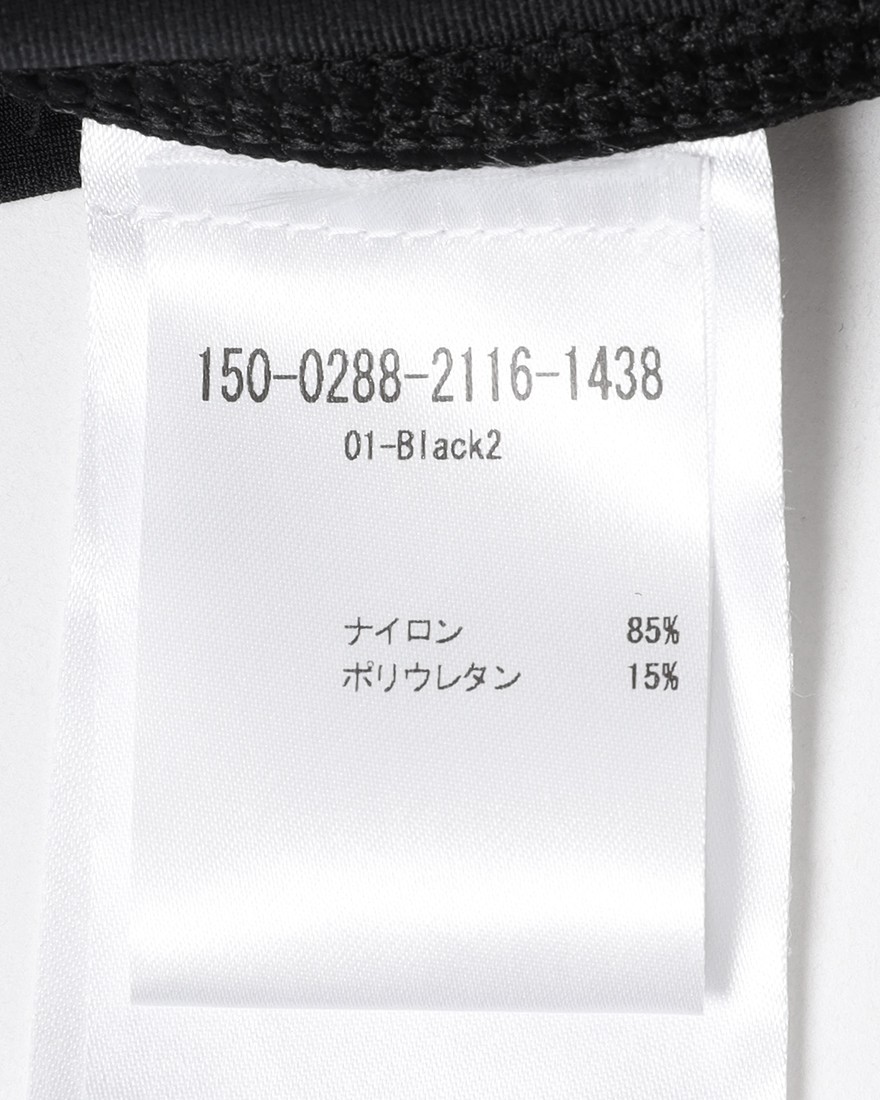 150-0288-2116-1438
01-Black2
ナイロン 85%
ポリウレタン 15%